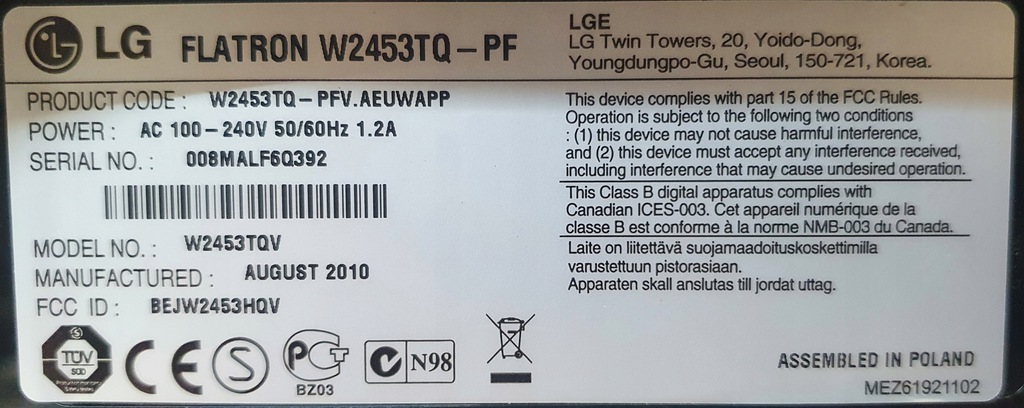 LG FLATRON W2453TQ-PF
PRODUCT CODE : W2453TQ-PFV.AEUWAPP
POWER : AC 100-240V 50/60Hz 1.2A
SERIAL NO. : 008MALF6Q392
MODEL NO. : W2453TQV
MANUFACTURED : AUGUST 2010
FCC ID : BEJW2453HQV
TÜV
SÜD
CE
S
PCT
BZ03
N98
LGE
LG Twin Towers, 20, Yoido-Dong,
Youngdungpo-Gu, Seoul, 150-721, Korea.
This device complies with part 15 of the FCC Rules.
Operation is subject to the following two conditions
: (1) this device may not cause harmful interference,
and (2) this device must accept any interference received,
including interference that may cause undesired operation.
This Class B digital apparatus complies with
Canadian ICES-003. Cet appareil numérique de la
classe B est conforme à la norme NMB-003 du Canada.
Laite on liitettävä suojamaadoituskoskettimilla
varustettuun pistorasiaan.
Apparaten skall anslutas till jordat uttag.
ASSEMBLED IN POLAND
MEZ61921102